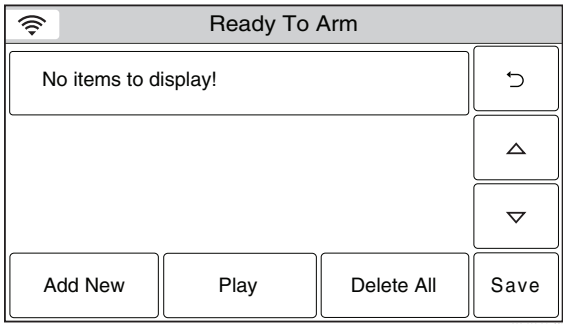 Ready To Arm
No items to display!
Add New
Play
Delete All
Save